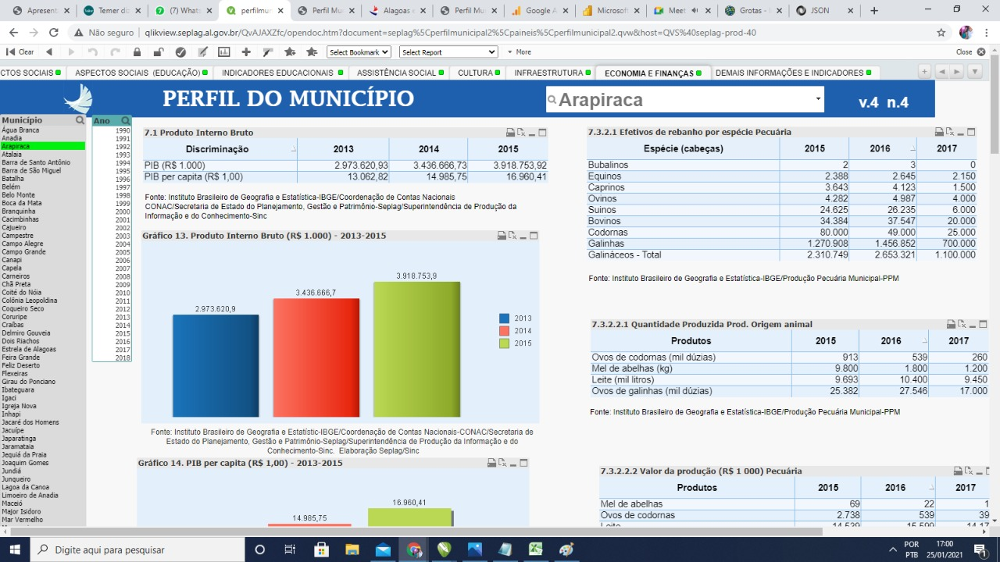 Apresent
Temer di
(7) What
perfilmun
Perfil Mu
Alagoas e
Perfil Mu
Google A
Microsof
Meet
Grotas -
JSON
Não seguro | qlikview.seplag.al.gov.br/QvAJAXZfc/opendoc.htm?document=seplag%5Cperfilmunicipal2%5Cpaineis%5Cperfilmunicipal2.qvw&host=QVS%40seplag-prod-40
Clear
Select Bookmark
Select Report
More
Close
CTOS SOCIAIS
ASPECTOS SOCIAIS (EDUCAÇÃO)
INDICADORES EDUCACIONAIS
ASSISTÊNCIA SOCIAL
CULTURA
INFRAESTRUTURA
ECONOMIA E FINANÇAS
DEMAIS INFORMAÇÕES E INDICADORES
PERFIL DO MUNICÍPIO
Arapiraca
v.4 n.4
Município
Água Branca
Anadia
Arapiraca
Atalaia
Barra de Santo Antônio
Barra de São Miguel
Batalha
Belém
Belo Monte
Boca da Mata
Branquinha
Cacimbinhas
Cajueiro
Campestre
Campo Alegre
Campo Grande
Canapi
Capela
Carneiros
Chã Preta
Coité do Nóia
Colônia Leopoldina
Coqueiro Seco
Coruripe
Craíbas
Delmiro Gouveia
Dois Riachos
Estrela de Alagoas
Feira Grande
Feliz Deserto
Flexeiras
Girau do Ponciano
Ibateguara
Igaci
Igreja Nova
Inhapi
Jacaré dos Homens
Jacuípe
Japaratinga
Jaramataia
Jequiá da Praia
Joaquim Gomes
Jundiá
Junqueiro
Lagoa da Canoa
Limoeiro de Anadia
Maceió
Major Isidoro
Mar Vermelho
Ano
1990
1991
1992
1993
1994
1995
1996
1997
1998
1999
2000
2001
2002
2003
2004
2005
2006
2007
2008
2009
2010
2011
2012
2013
2014
2015
2016
2017
2018
7.1 Produto Interno Bruto
Discriminação 2013 2014 2015
PIB (R$ 1.000) 2.973.620,93 3.436.666,73 3.918.753,92
PIB per capita (R$ 1,00) 13.062,82 14.985,75 16.960,41
Fonte: Instituto Brasileiro de Geografia e Estatística-IBGE/Coordenação de Contas Nacionais
CONAC/Secretaria de Estado do Planejamento, Gestão e Patrimônio-Seplag/Superintendência de Produção da
Informação e do Conhecimento-Sinc
Gráfico 13. Produto Interno Bruto (R$ 1.000) - 2013-2015
3.918.753,9
3.436.666,7
2.973.620,9
2013
2014
2015
Fonte: Instituto Brasileiro de Geografia e Estatístic-IBGE/Coordenação de Contas Nacionais-CONAC/Secretaria de
Estado do Planejamento, Gestão e Patrimônio-Seplag/Superintendência de Produção da Informação e do
Conhecimento-Sinc. Elaboração Seplag/Sinc
Gráfico 14. PIB per capita (R$ 1,00) - 2013-2015
16.960,41
14.985,75
7.3.2.1 Efetivos de rebanho por espécie Pecuária
Espécie (cabeças) 2015 2016 2017
Bubalinos 2 3 0
Equinos 2.388 2.645 2.150
Caprinos 3.643 4.123 1.500
Ovinos 4.282 4.987 4.000
Suinos 24.625 26.235 6.000
Bovinos 34.384 37.547 20.000
Codornas 80.000 49.000 25.000
Galinhas 1.270.908 1.456.852 700.000
Galináceos - Total 2.310.749 2.653.321 1.100.000
Fonte: Instituto Brasileiro de Geografia e Estatística-IBGE/Produção Pecuária Municipal-PPM
7.3.2.2.1 Quantidade Produzida Prod. Origem animal
Produtos 2015 2016 2017
Ovos de codornas (mil dúzias) 913 539 260
Mel de abelhas (kg) 9.800 1.800 1.200
Leite (mil litros) 9.693 10.400 9.450
Ovos de galinhas (mil dúzias) 25.382 27.546 17.000
Fonte: Instituto Brasileiro de Geografia e Estatística-IBGE/Produção Pecuária Municipal-PPM
7.3.2.2.2 Valor da produção (R$ 1 000) Pecuária
Produtos 2015 2016 2017
Mel de abelhas 69 22 1
Ovos de codornas 2.738 539 39
Leite 14.539 15.599 14.17
Digite aqui para pesquisar
POR
PTB
17:00
25/01/2021